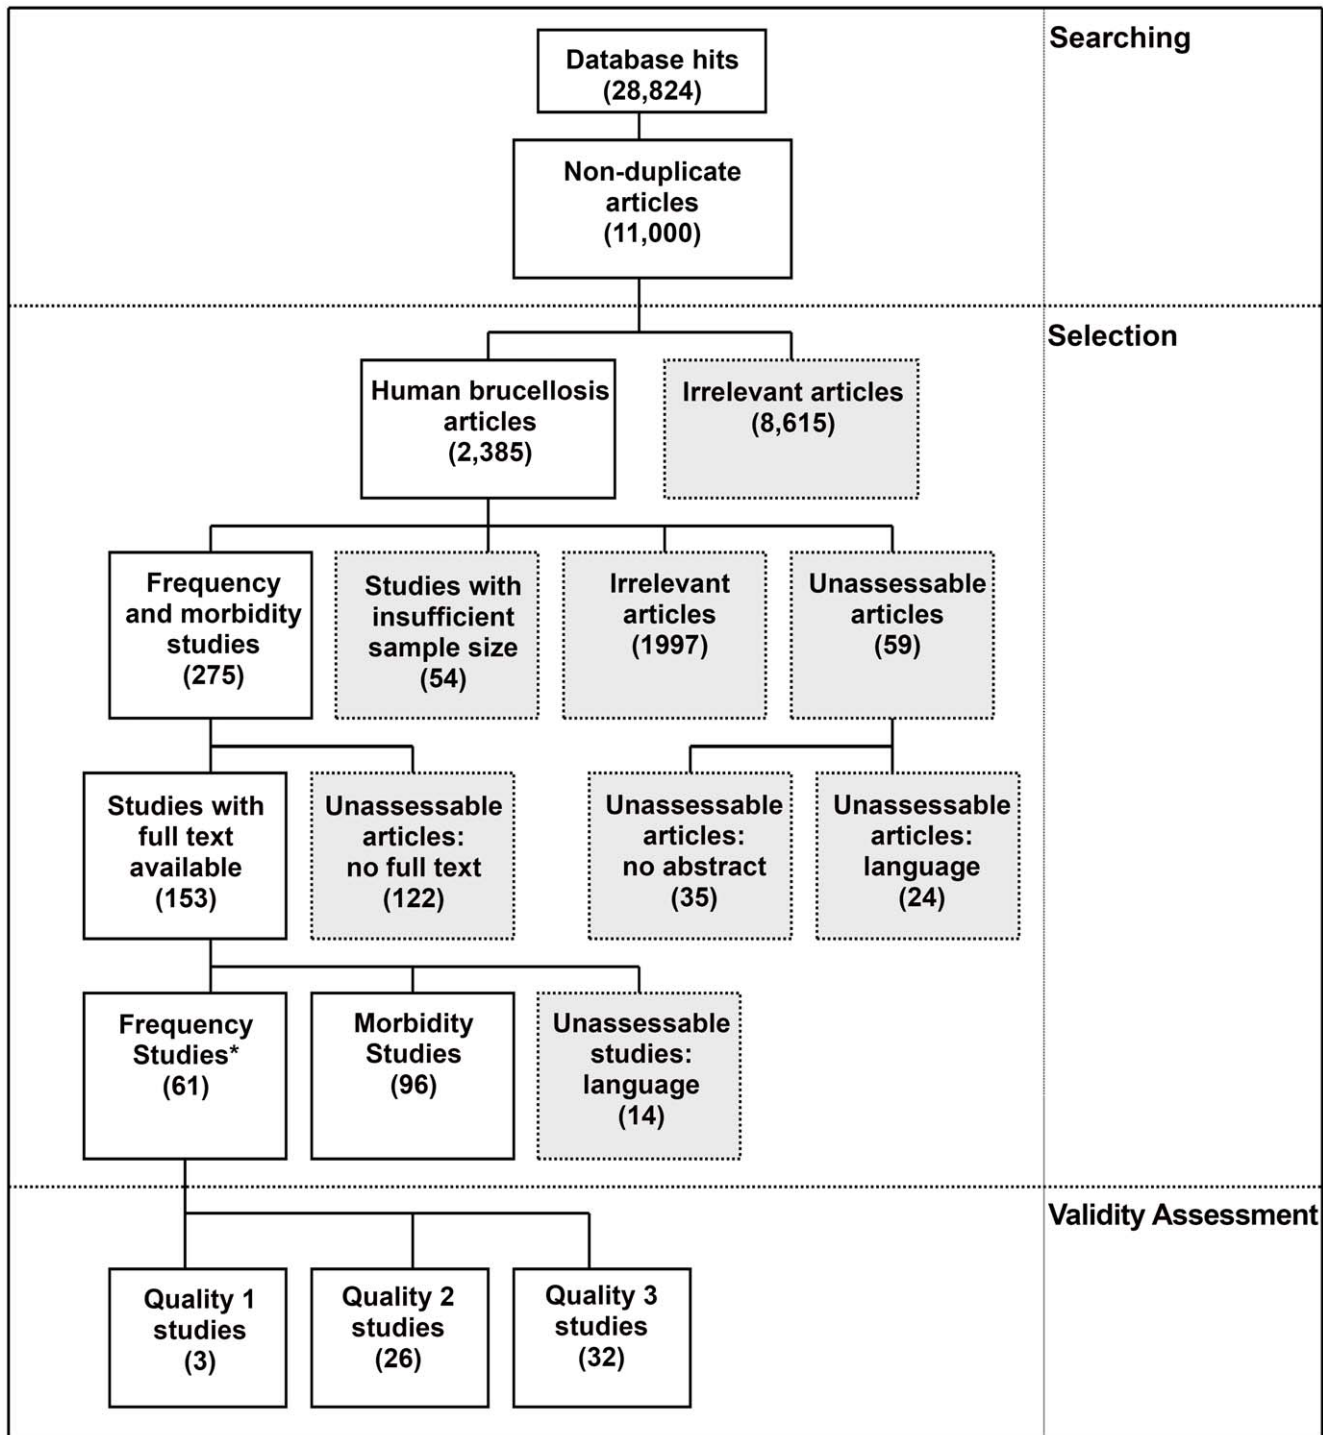 Searching
Database hits
(28,824)
Non-duplicate
articles
(11,000)
Selection
Human brucellosis
articles
(2,385)
Irrelevant articles
(8,615)
Frequency
and morbidity
studies
(275)
Studies with
insufficient
sample size
(54)
Irrelevant
articles
(1997)
Unassessable
articles
(59)
Studies with
full text
available
(153)
Unassessable
articles:
no full text
(122)
Unassessable
articles:
no abstract
(35)
Unassessable
articles:
language
(24)
Frequency
Studies*
(61)
Morbidity
Studies
(96)
Unassessable
studies:
language
(14)
Validity Assessment
Quality 1
studies
(3)
Quality 2
studies
(26)
Quality 3
studies
(32)